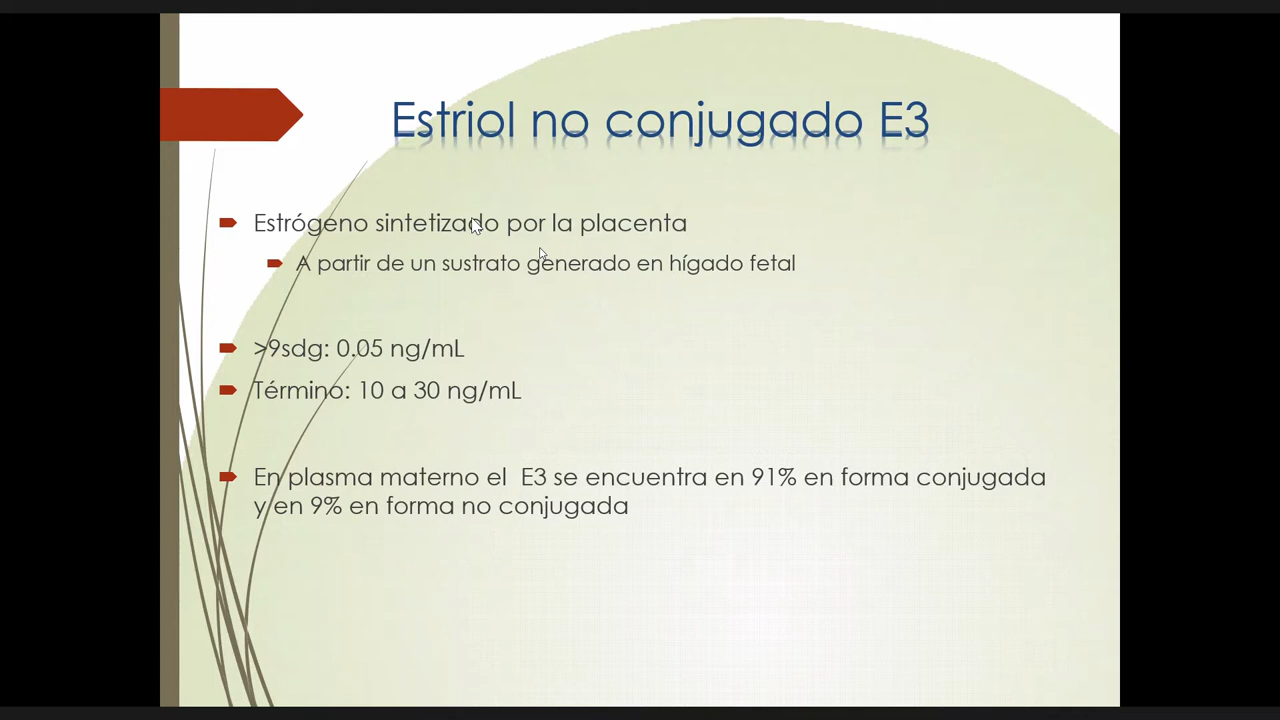 Estriol no conjugado E3
Estrógeno sintetizado por la placenta
A partir de un sustrato generado en hígado fetal
>9sdg: 0.05 ng/mL
Término: 10 a 30 ng/mL
En plasma materno el E3 se encuentra en 91% en forma conjugada
y en 9% en forma no conjugada